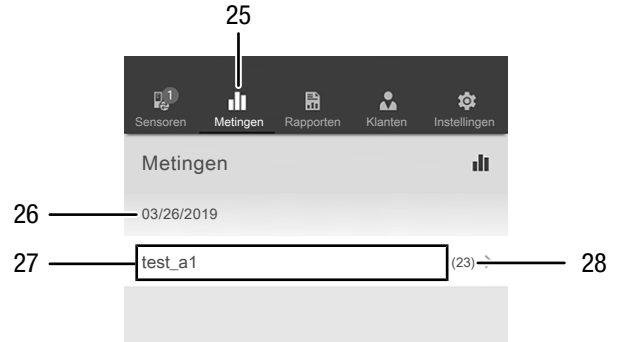 25
1
Sensoren Metingen Rapporten Klanten Instellingen
Metingen
26 03/26/2019
27 test_a1 (23) 28